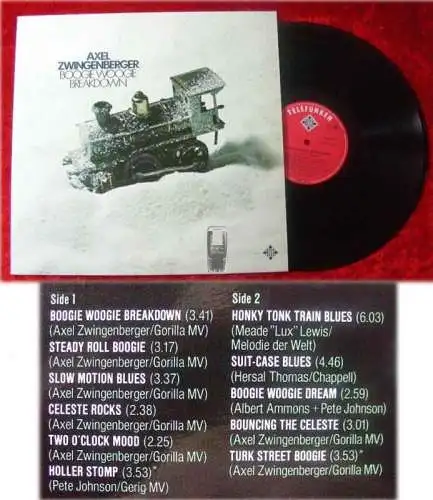 AXEL
ZWINGENBERGER
BOOGIE WOOGIE
BREAKDOWN
TELEFUNKEN
Side 1
BOOGIE WOOGIE BREAKDOWN (3.41)
(Axel Zwingenberger/Gorilla MV)
STEADY ROLL BOOGIE (3.17)
(Axel Zwingenberger/Gorilla MV)
SLOW MOTION BLUES (3.37)
(Axel Zwingenberger/Gorilla MV)
CELESTE ROCKS (2.38)
(Axel Zwingenberger/Gorilla MV)
TWO O'CLOCK MOOD (2.25)
(Axel Zwingenberger/Gorilla MV)
HOLLER STOMP (3.53)*
(Pete Johnson/Gerig MV)
Side 2
HONKY TONK TRAIN BLUES (6.03)
(Meade "Lux" Lewis/
Melodie der Welt)
SUIT-CASE BLUES (4.46)
(Hersal Thomas/Chappell)
BOOGIE WOOGIE DREAM (2.59)
(Albert Ammons + Pete Johnson)
BOUNCING THE CELESTE (3.01)
(Axel Zwingenberger/Gorilla MV)
TURK STREET BOOGIE (3.53)*
(Axel Zwingenberger/Gorilla MV)